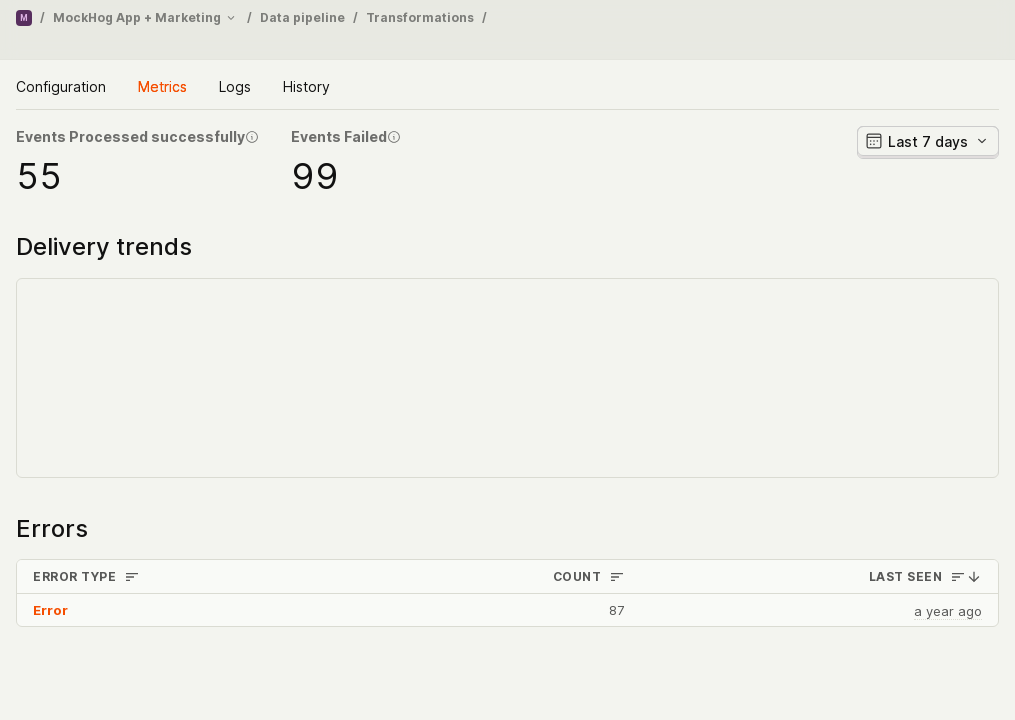 M / MockHog App + Marketing / Data pipeline / Transformations /
Configuration Metrics Logs History
Events Processed successfully Events Failed Last 7 days
55 99
Delivery trends
Errors
ERROR TYPE COUNT LAST SEEN
Error 87 a year ago